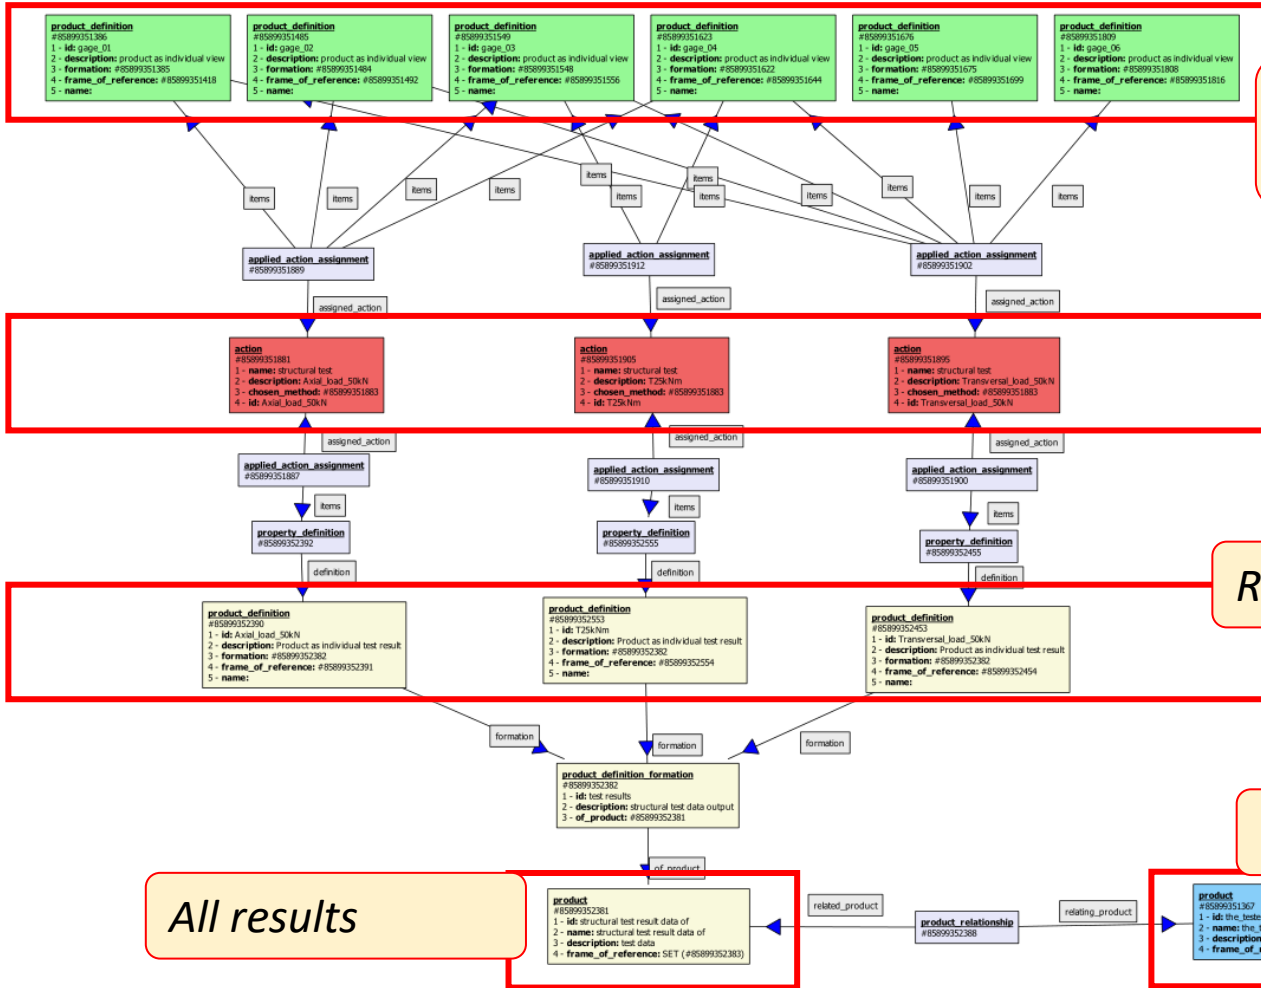 product_definition
#85899351386
1 - id: gage_01
2 - description: product as individual view
3 - formation: #85899351385
4 - frame_of_reference: #85899351418
5 - name:
product_definition
#85899351485
1 - id: gage_02
2 - description: product as individual view
3 - formation: #85899351484
4 - frame_of_reference: #85899351492
5 - name:
product_definition
#85899351549
1 - id: gage_03
2 - description: product as individual view
3 - formation: #85899351548
4 - frame_of_reference: #85899351556
5 - name:
product_definition
#85899351623
1 - id: gage_04
2 - description: product as individual view
3 - formation: #85899351622
4 - frame_of_reference: #85899351644
5 - name:
product_definition
#85899351676
1 - id: gage_05
2 - description: product as individual view
3 - formation: #85899351675
4 - frame_of_reference: #85899351699
5 - name:
product_definition
#85899351809
1 - id: gage_06
2 - description: product as individual view
3 - formation: #85899351808
4 - frame_of_reference: #85899351816
5 - name:
items
items
items
items
items
items
items
items
items
items
items
items
applied_action_assignment
#85899351889
applied_action_assignment
#85899351912
applied_action_assignment
#85899351902
assigned_action
assigned_action
assigned_action
action
#85899351881
1 - name: structural test
2 - description: Axial_load_50kN
3 - chosen_method: #85899351883
4 - id: Axial_load_50kN
action
#85899351905
1 - name: structural test
2 - description: T25kNm
3 - chosen_method: #85899351883
4 - id: T25kNm
action
#85899351895
1 - name: structural test
2 - description: Transversal_load_50kN
3 - chosen_method: #85899351883
4 - id: Transversal_load_50kN
assigned_action
assigned_action
assigned_action
applied_action_assignment
#85899351887
applied_action_assignment
#85899351910
applied_action_assignment
#85899351900
items
items
items
property_definition
#85899352392
property_definition
#85899352555
property_definition
#85899352455
definition
definition
definition
R
product_definition
#85899352390
1 - id: Axial_load_50kN
2 - description: Product as individual test result
3 - formation: #85899352382
4 - frame_of_reference: #85899352391
5 - name:
product_definition
#85899352553
1 - id: T25kNm
2 - description: Product as individual test result
3 - formation: #85899352382
4 - frame_of_reference: #85899352554
5 - name:
product_definition
#85899352453
1 - id: Transversal_load_50kN
2 - description: Product as individual test result
3 - formation: #85899352382
4 - frame_of_reference: #85899352454
5 - name:
formation
formation
formation
product_definition_formation
#85899352382
1 - id: test results
2 - description: structural test data output
3 - of_product: #85899352381
of_product
All results
product
#85899352381
1 - id: structural test result data of
2 - name: structural test result data of
3 - description: test data
4 - frame_of_reference: SET (#85899352383)
related_product
product_relationship
#85899352388
relating_product
product
#85899351367
1 - id: the_teste
2 - name: the_t
3 - description
4 - frame_of_r